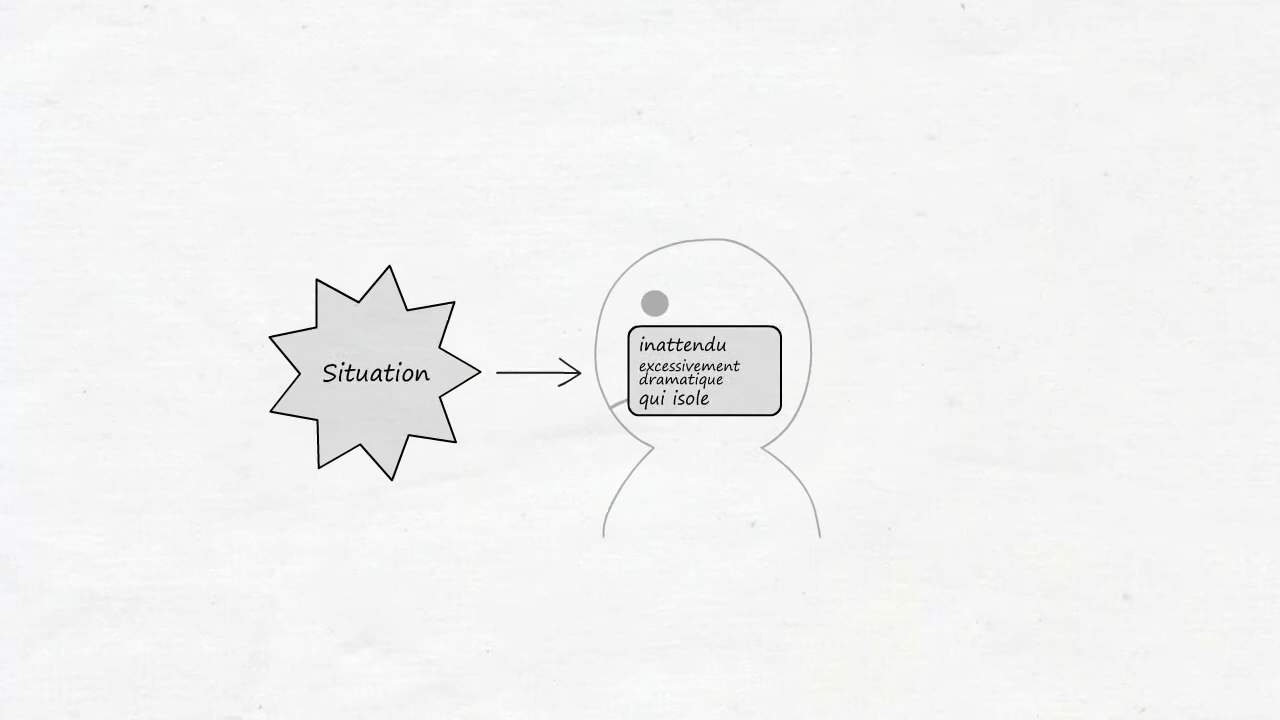 Situation
inattendu
excessivement
dramatique
qui isole